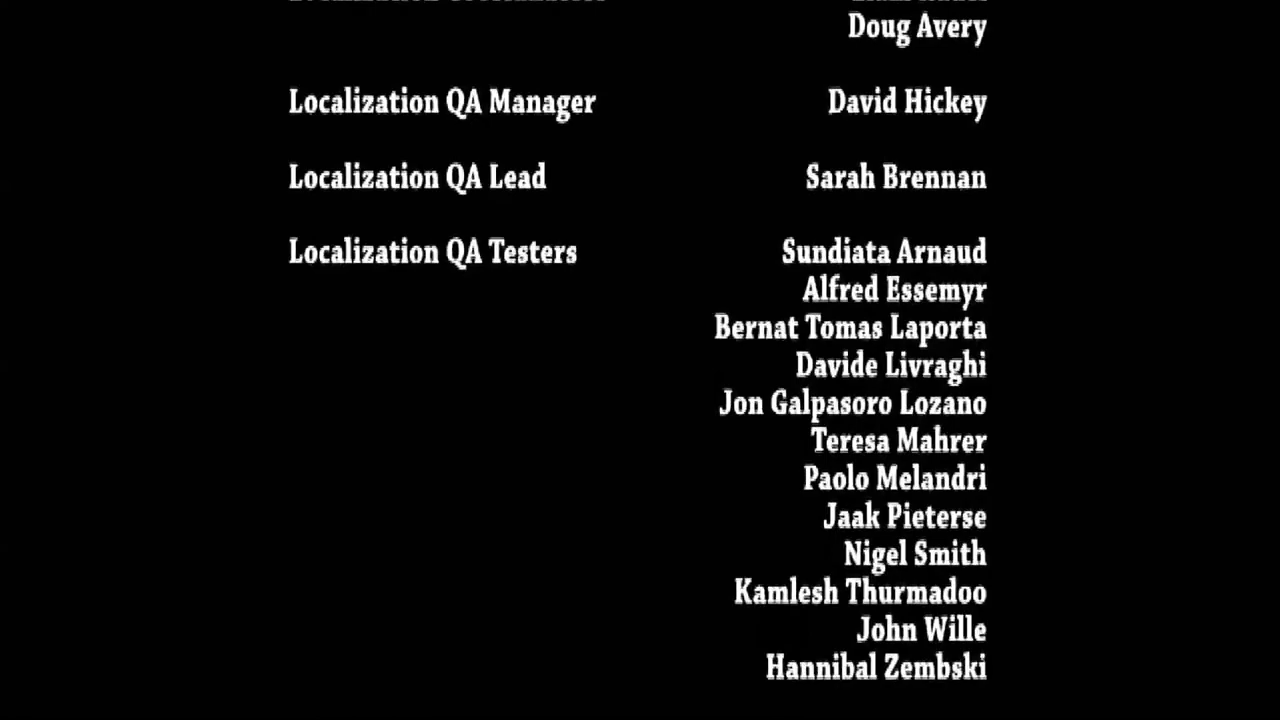 Doug Avery
Localization QA Manager David Hickey
Localization QA Lead Sarah Brennan
Localization QA Testers Sundiata Arnaud
Alfred Essemyr
Bernat Tomas Laporta
Davide Livraghi
Jon Galpasoro Lozano
Teresa Mahrer
Paolo Melandri
Jaak Pieterse
Nigel Smith
Kamlesh Thurmadoo
John Wille
Hannibal Zembski